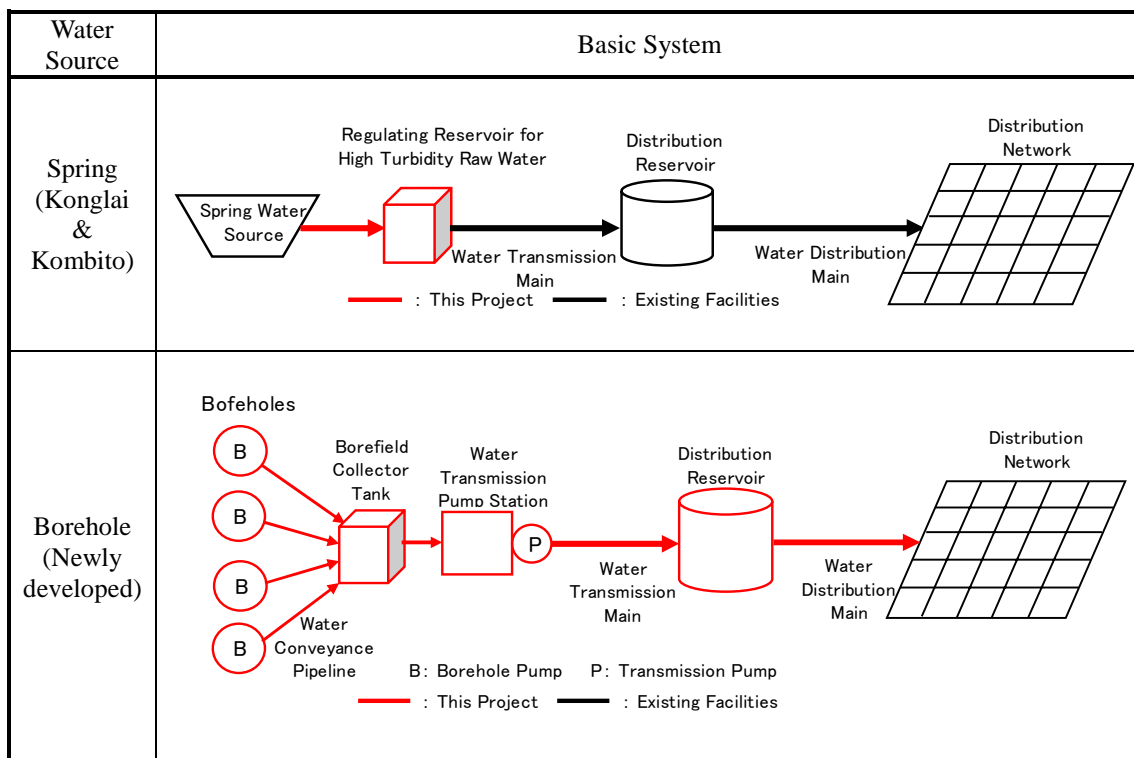 Water
Source
Basic System
Spring
(Konglai
&
Kombito)
Regulating Reservoir for
High Turbidity Raw Water
Distribution
Reservoir
Distribution
Network
Spring Water
Source
Water Transmission
Main
Water Distribution
Main
: This Project
: Existing Facilities
Borehole
(Newly
developed)
Bofeholes
B
B
B
B
Borefield
Collector
Tank
Water
Transmission
Pump Station
P
Distribution
Reservoir
Distribution
Network
Water
Transmission
Main
Water
Distribution
Main
Water
Conveyance
Pipeline
B: Borehole Pump
P: Transmission Pump
: This Project
: Existing Facilities